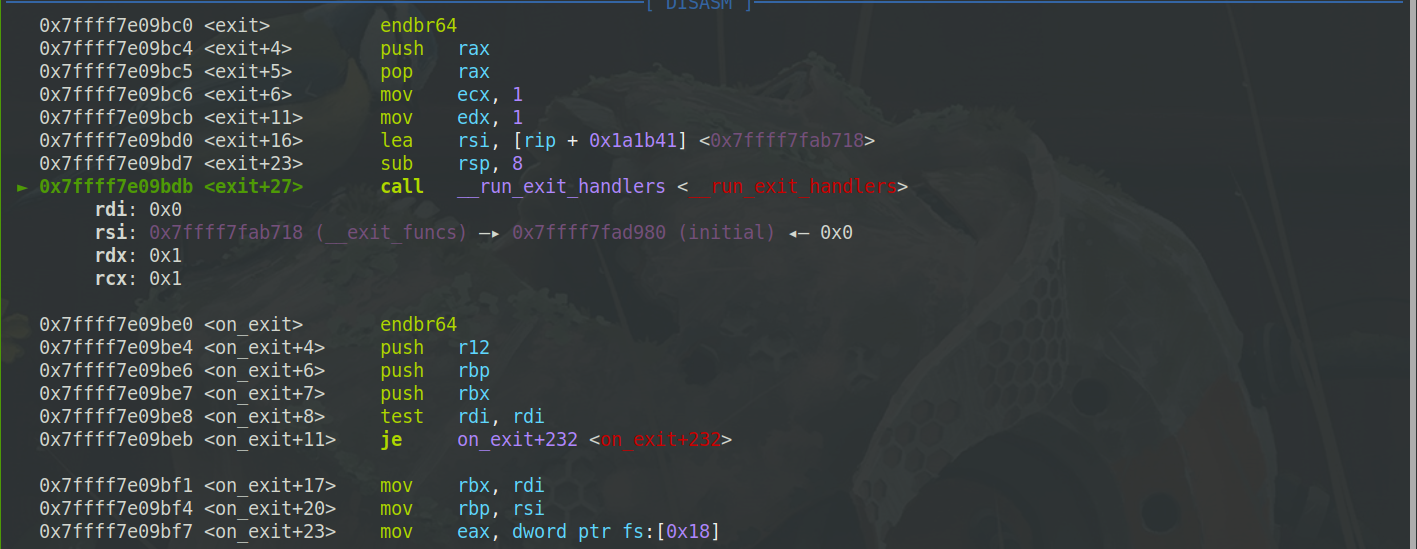 [ DISASM ]
0x7ffff7e09bc0 <exit> endbr64
0x7ffff7e09bc4 <exit+4> push rax
0x7ffff7e09bc5 <exit+5> pop rax
0x7ffff7e09bc6 <exit+6> mov ecx, 1
0x7ffff7e09bcb <exit+11> mov edx, 1
0x7ffff7e09bd0 <exit+16> lea rsi, [rip + 0x1a1b41] <0x7ffff7fab718>
0x7ffff7e09bd7 <exit+23> sub rsp, 8
► 0x7ffff7e09bdb <exit+27> call __run_exit_handlers <__run_exit_handlers>
rdi: 0x0
rsi: 0x7ffff7fab718 (__exit_funcs) —▸ 0x7ffff7fad980 (initial) ◂— 0x0
rdx: 0x1
rcx: 0x1
0x7ffff7e09be0 <on_exit> endbr64
0x7ffff7e09be4 <on_exit+4> push r12
0x7ffff7e09be6 <on_exit+6> push rbp
0x7ffff7e09be7 <on_exit+7> push rbx
0x7ffff7e09be8 <on_exit+8> test rdi, rdi
0x7ffff7e09beb <on_exit+11> je on_exit+232 <on_exit+232>
0x7ffff7e09bf1 <on_exit+17> mov rbx, rdi
0x7ffff7e09bf4 <on_exit+20> mov rbp, rsi
0x7ffff7e09bf7 <on_exit+23> mov eax, dword ptr fs:[0x18]